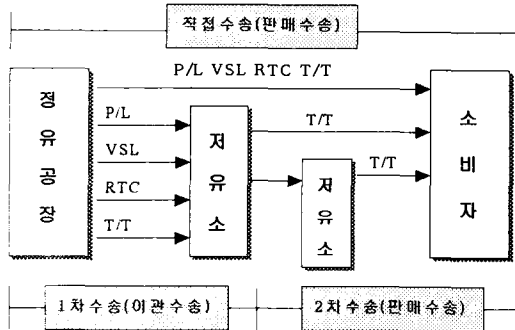 직접수송(판매수송)
P/L VSL RTC T/T
정유공장
P/L
VSL
RTC
T/T
저유소
T/T
저유소
T/T
소비자
1차수송(이관수송)
2차수송(판매수송)